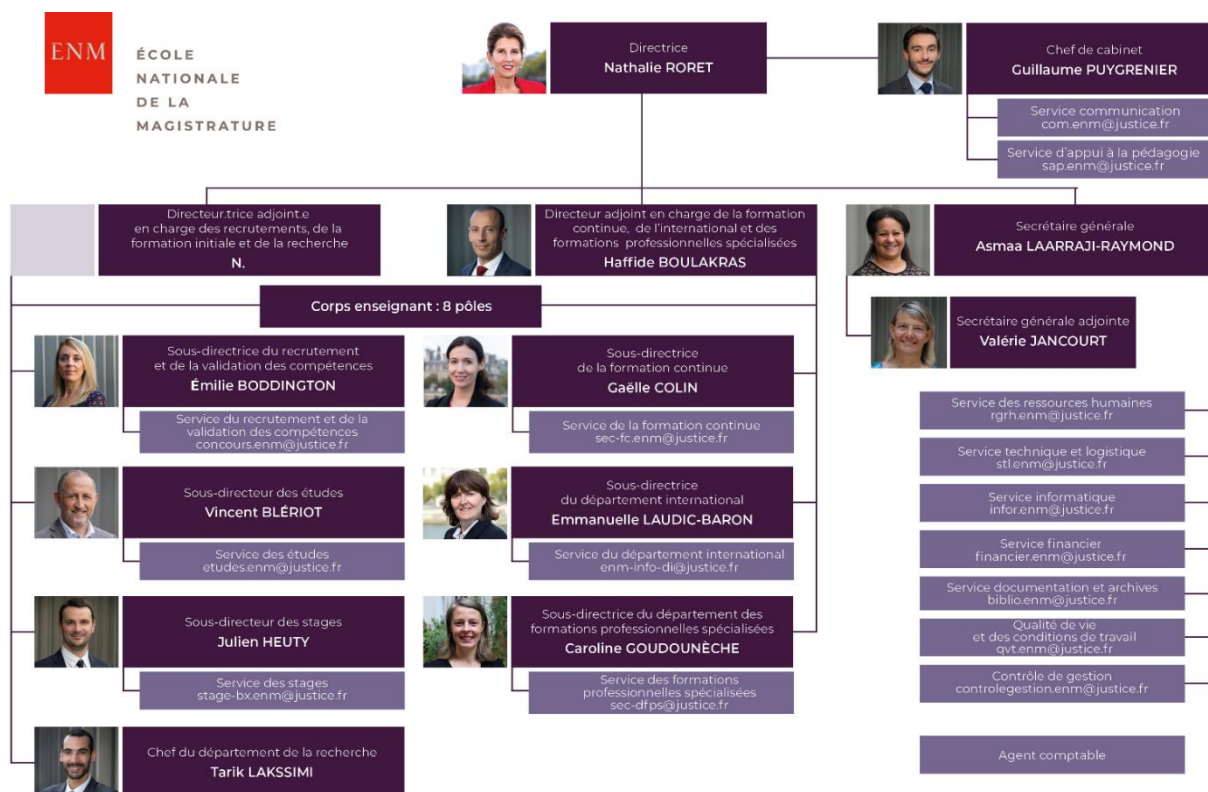 ENM
ÉCOLE
NATIONALE
DE LA
MAGISTRATURE
Directrice
Nathalie RORET
Chef de cabinet
Guillaume PUYGRENIER
Service communication
com.enm@justice.fr
Service d'appui à la pédagogie
sap.enm@justice.fr
Directeur.trice adjoint.e
en charge des recrutements, de la
formation initiale et de la recherche
N.
Directeur adjoint en charge de la formation
continue, de l'international et des
formations professionnelles spécialisées
Haffide BOULAKRAS
Secrétaire générale
Asmaa LAARRAJI-RAYMOND
Secrétaire générale adjointe
Valérie JANCOURT
Corps enseignant : 8 pôles
Sous-directrice du recrutement
et de la validation des compétences
Émilie BODDINGTON
Service du recrutement et de la
validation des compétences
concours.enm@justice.fr
Sous-directeur des études
Vincent BLÉRIOT
Service des études
etudes.enm@justice.fr
Sous-directeur des stages
Julien HEUTY
Service des stages
stage-bx.enm@justice.fr
Chef du département de la recherche
Tarik LAKSSIMI
Sous-directrice
de la formation continue
Gaëlle COLIN
Service de la formation continue
sec-fc.enm@justice.fr
Sous-directrice
du département international
Emmanuelle LAUDIC-BARON
Service du département international
enm-info-di@justice.fr
Sous-directrice du département des
formations professionnelles spécialisées
Caroline GOUDOUNÈCHE
Service des formations
professionnelles spécialisées
sec-dfps@justice.fr
Service des ressources humaines
rgrh.enm@justice.fr
Service technique et logistique
stl.enm@justice.fr
Service informatique
infor.enm@justice.fr
Service financier
financier.enm@justice.fr
Service documentation et archives
biblio.enm@justice.fr
Qualité de vie
et des conditions de travail
qvt.enm@justice.fr
Contrôle de gestion
controlegestion.enm@justice.fr
Agent comptable